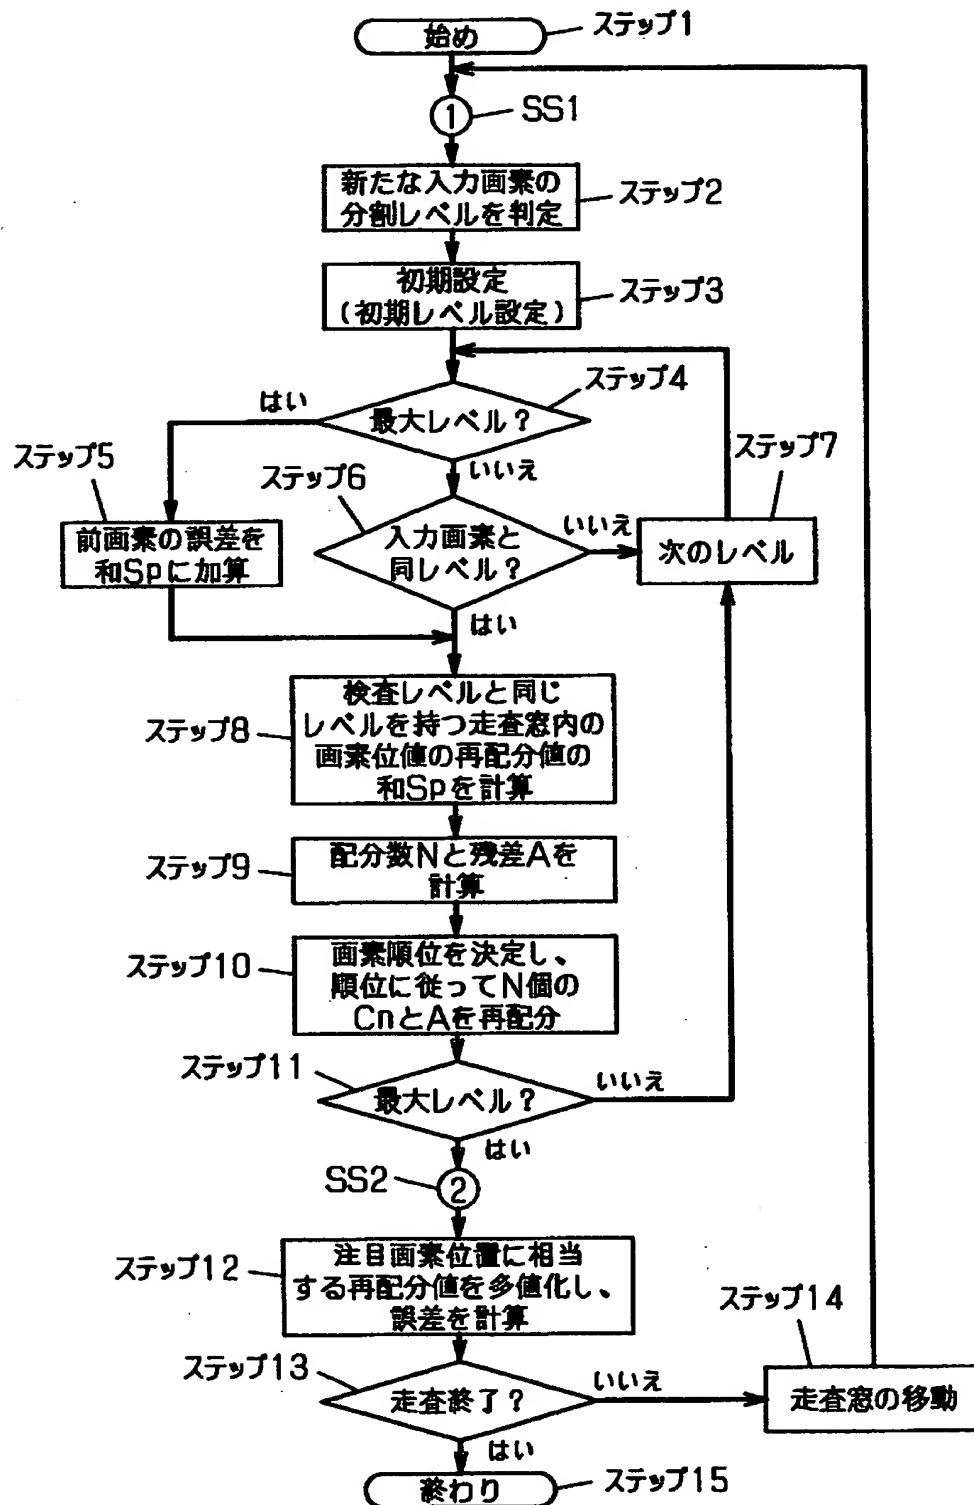 始め
ステップ1
① SS1
新たな入力画素の
分割レベルを判定
ステップ2
初期設定
(初期レベル設定)
ステップ3
最大レベル?
ステップ4
はい
いいえ
ステップ5
前画素の誤差を
和Spに加算
ステップ6
入力画素と
同レベル?
いいえ
はい
ステップ7
次のレベル
ステップ8
検査レベルと同じ
レベルを持つ走査窓内の
画素位値の再配分値の
和Spを計算
ステップ9
配分数Nと残差Aを
計算
ステップ10
画素順位を決定し、
順位に従ってN個の
CnとAを再配分
ステップ11
最大レベル?
いいえ
はい
SS2 ②
ステップ12
注目画素位置に相当
する再配分値を多値化し、
誤差を計算
ステップ13
走査終了?
いいえ
はい
ステップ14
走査窓の移動
終わり
ステップ15